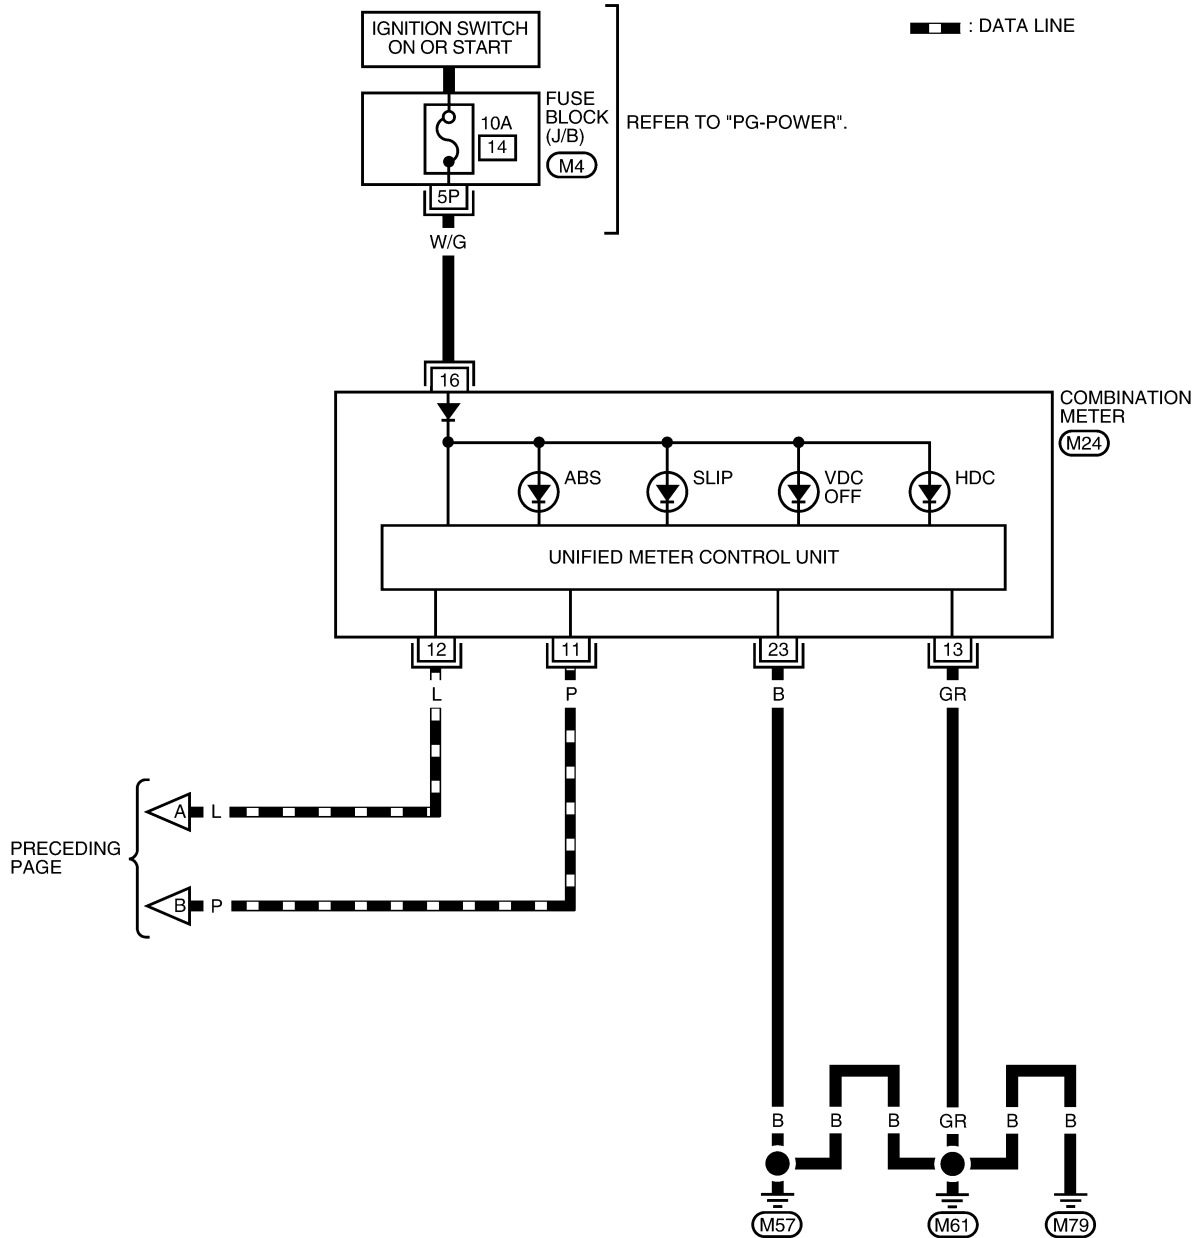 IGNITION SWITCH
ON OR START
: DATA LINE
FUSE
BLOCK
(J/B)
M4
10A
14
REFER TO "PG-POWER".
5P
W/G
16
COMBINATION
METER
M24
ABS
SLIP
VDC
OFF
HDC
UNIFIED METER CONTROL UNIT
12
11
23
13
L
P
B
GR
PRECEDING
PAGE
A
L
B
P
B
B
B
GR
B
B
M57
M61
M79